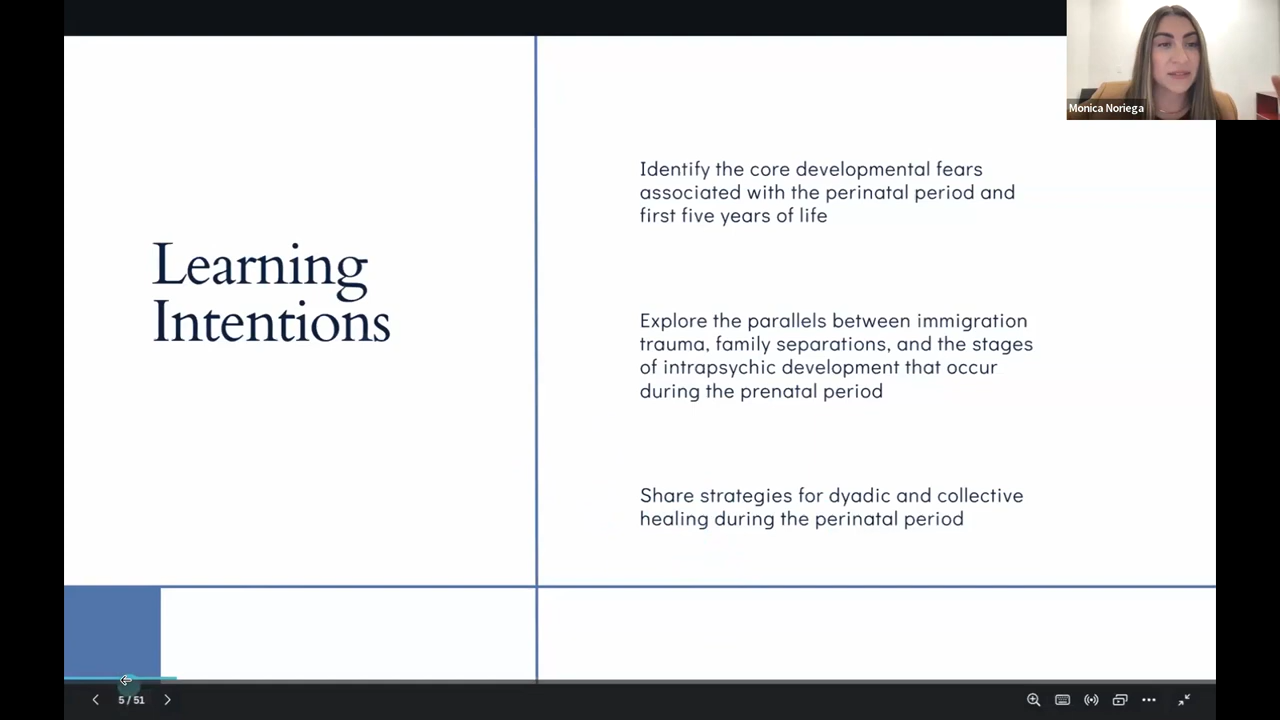 Monica Noriega
Learning
Intentions
Identify the core developmental fears
associated with the perinatal period and
first five years of life
Explore the parallels between immigration
trauma, family separations, and the stages
of intrapsychic development that occur
during the prenatal period
Share strategies for dyadic and collective
healing during the perinatal period
5 / 51